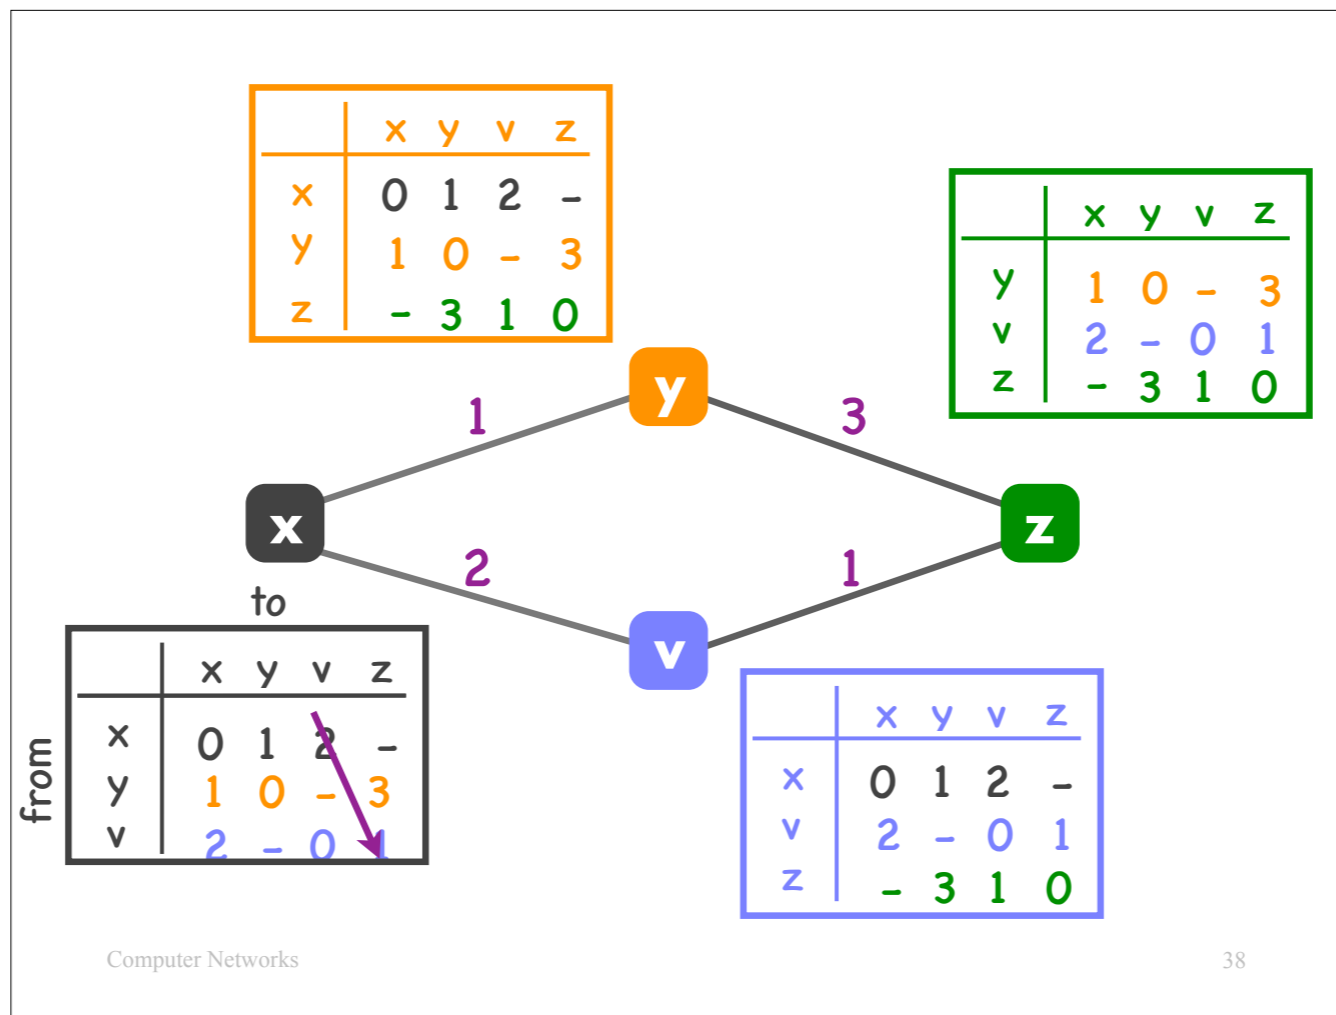 x y v z
x 0 1 2 -
y 1 0 - 3
z - 3 1 0
x y v z
y 1 0 - 3
v 2 - 0 1
z - 3 1 0
y
1
3
x
z
2
1
v
to
from
x y v z
x 0 1 2 -
y 1 0 - 3
v 2 - 0 1
x y v z
x 0 1 2 -
v 2 - 0 1
z - 3 1 0
Computer Networks
38